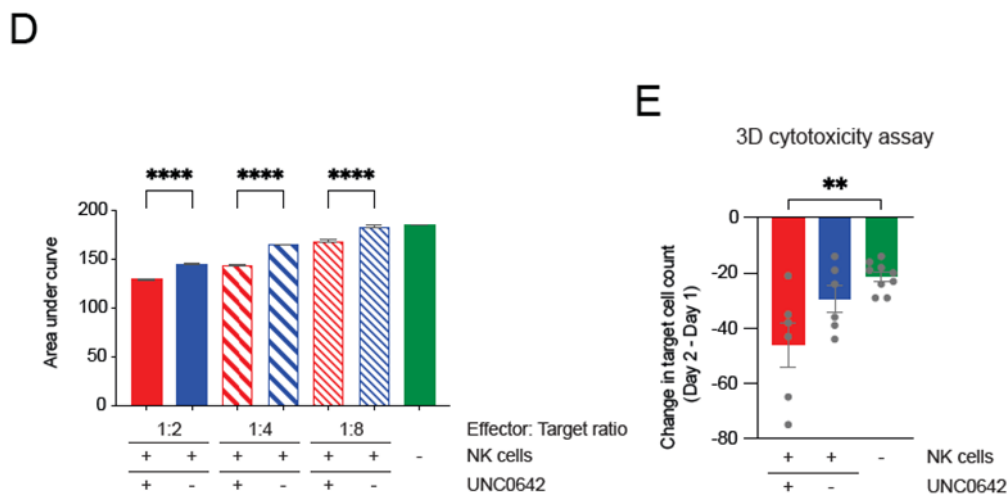 D
**** **** ****
200
150
100
50
0
Area under curve
1:2 1:4 1:8 Effector: Target ratio
+ + + + + + - NK cells
+ - + - + - UNC0642
E
3D cytotoxicity assay
**
0
-20
-40
-60
-80
Change in target cell count
(Day 2 - Day 1)
+ + - NK cells
+ - UNC0642